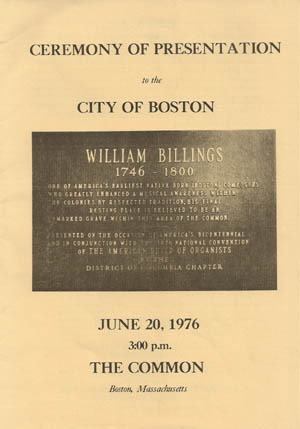 CEREMONY OF PRESENTATION
to the
CITY OF BOSTON
WILLIAM BILLINGS
1746 - 1800
ONE OF AMERICA'S EARLIEST NATIVE BORN
WHO GREATLY ENHANCED A MUSICAL AWARENESS WITHIN
COLONIES BY RESPECTED TRADITION, HIS FINAL
RESTING PLACE IS BELIEVED TO BE AN
UNMARKED GRAVE WITHIN THIS AREA OF THE COMMON.
PRESENTED ON THE OCCASION OF AMERICA'S BICENTENNIAL
AND IN CONJUNCTION WITH THE 1976 NATIONAL CONVENTION
OF THE AMERICAN GUILD OF ORGANISTS
BY THE
DISTRICT OF COLUMBIA CHAPTER
JUNE 20, 1976
3:00 p.m.
THE COMMON
Boston, Massachusetts